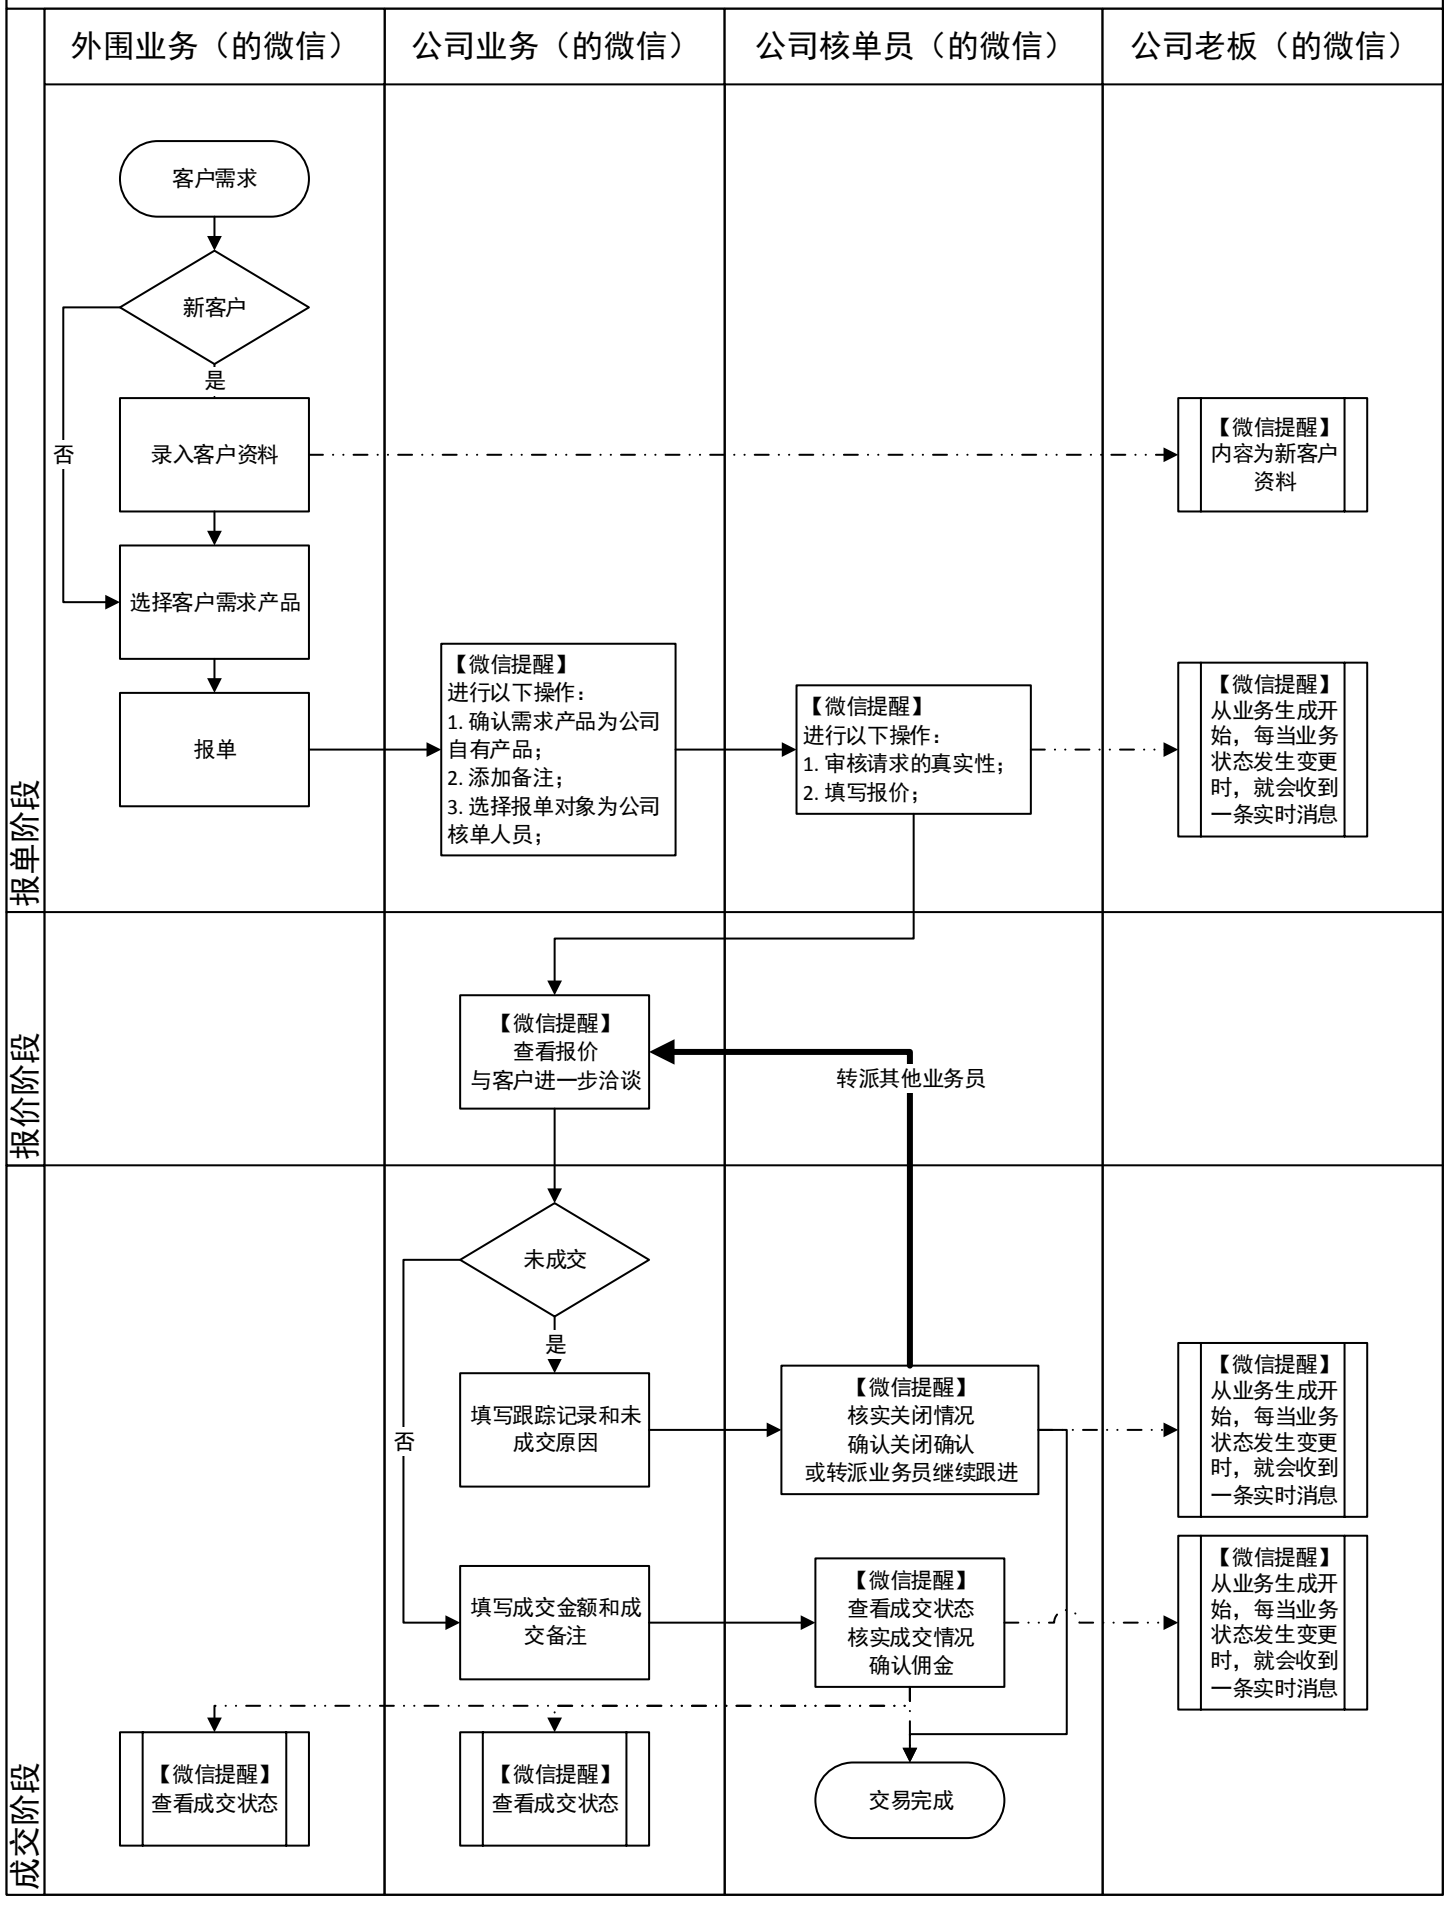 外围业务（的微信）
公司业务（的微信）
公司核单员（的微信）
公司老板（的微信）
报单阶段
客户需求
新客户
是
否
录入客户资料
【微信提醒】
内容为新客户
资料
选择客户需求产品
报单
【微信提醒】
进行以下操作：
1. 确认需求产品为公司
自有产品；
2. 添加备注；
3. 选择报单对象为公司
核单人员；
【微信提醒】
进行以下操作：
1. 审核请求的真实性；
2. 填写报价；
【微信提醒】
从业务生成开
始，每当业务
状态发生变更
时，就会收到
一条实时消息
报价阶段
【微信提醒】
查看报价
与客户进一步洽谈
转派其他业务员
成交阶段
未成交
是
否
填写跟踪记录和未
成交原因
【微信提醒】
核实关闭情况
确认关闭确认
或转派业务员继续跟进
【微信提醒】
从业务生成开
始，每当业务
状态发生变更
时，就会收到
一条实时消息
填写成交金额和成
交备注
【微信提醒】
查看成交状态
核实成交情况
确认佣金
【微信提醒】
从业务生成开
始，每当业务
状态发生变更
时，就会收到
一条实时消息
【微信提醒】
查看成交状态
【微信提醒】
查看成交状态
交易完成